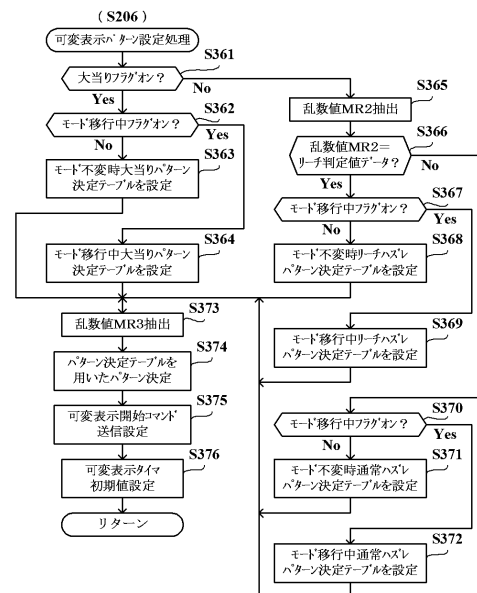 (S206)
可変表示ﾊﾟﾀｰﾝ設定処理
S361
大当りﾌﾗｸﾞｵﾝ?
No
Yes
S362
ﾓｰﾄﾞ移行中ﾌﾗｸﾞｵﾝ?
Yes
No
S363
ﾓｰﾄﾞ不変時大当りﾊﾟﾀｰﾝ
決定ﾃｰﾌﾞﾙを設定
S364
ﾓｰﾄﾞ移行中大当りﾊﾟﾀｰﾝ
決定ﾃｰﾌﾞﾙを設定
S373
乱数値MR3抽出
S374
ﾊﾟﾀｰﾝ決定ﾃｰﾌﾞﾙを
用いたﾊﾟﾀｰﾝ決定
S375
可変表示開始ｺﾏﾝﾄﾞ
送信設定
S376
可変表示ﾀｲﾏ
初期値設定
ﾘﾀｰﾝ
S365
乱数値MR2抽出
S366
乱数値MR2=
ﾘｰﾁ判定値ﾃﾞｰﾀ?
No
Yes
S367
ﾓｰﾄﾞ移行中ﾌﾗｸﾞｵﾝ?
Yes
No
S368
ﾓｰﾄﾞ不変時ﾘｰﾁﾊｽﾞﾚ
ﾊﾟﾀｰﾝ決定ﾃｰﾌﾞﾙを設定
S369
ﾓｰﾄﾞ移行中ﾘｰﾁﾊｽﾞﾚ
ﾊﾟﾀｰﾝ決定ﾃｰﾌﾞﾙを設定
S370
ﾓｰﾄﾞ移行中ﾌﾗｸﾞｵﾝ?
Yes
No
S371
ﾓｰﾄﾞ不変時通常ﾊｽﾞﾚ
ﾊﾟﾀｰﾝ決定ﾃｰﾌﾞﾙを設定
S372
ﾓｰﾄﾞ移行中通常ﾊｽﾞﾚ
ﾊﾟﾀｰﾝ決定ﾃｰﾌﾞﾙを設定